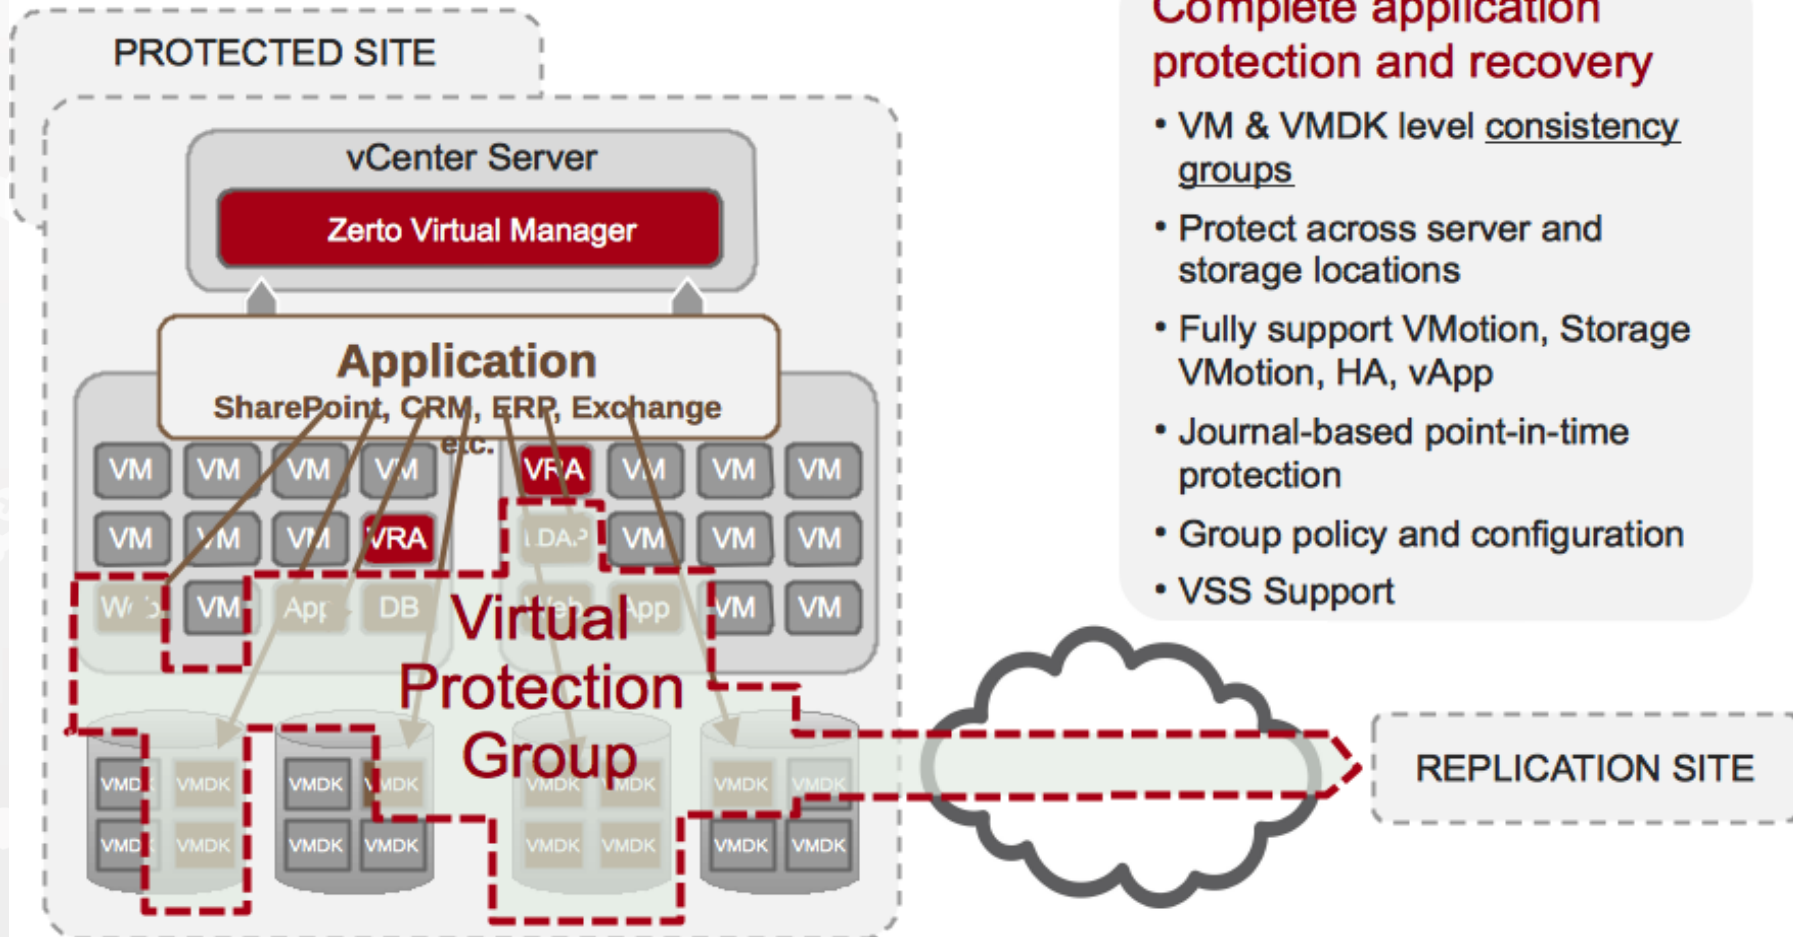 PROTECTED SITE
vCenter Server
Zerto Virtual Manager
Application
SharePoint, CRM, ERP, Exchange
etc.
VM VM VM VM VRA VM VM VM
VM VM VM VRA LDAP VM VM VM
Web VM App DB Web App VM VM
Virtual
Protection
Group
VMDK VMDK VMDK VMDK VMDK VMDK VMDK VMDK
VMDK VMDK VMDK VMDK VMDK VMDK VMDK VMDK
Complete application
protection and recovery
• VM & VMDK level consistency
groups
• Protect across server and
storage locations
• Fully support VMotion, Storage
VMotion, HA, vApp
• Journal-based point-in-time
protection
• Group policy and configuration
• VSS Support
REPLICATION SITE